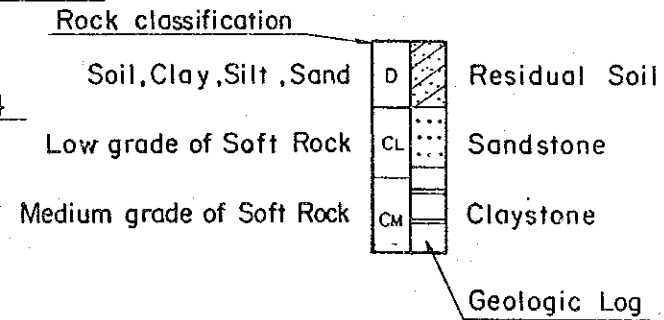 Rock classification
Soil,Clay,Silt,Sand D Residual Soil
Low grade of Soft Rock CL Sandstone
Medium grade of Soft Rock CM Claystone
Geologic Log